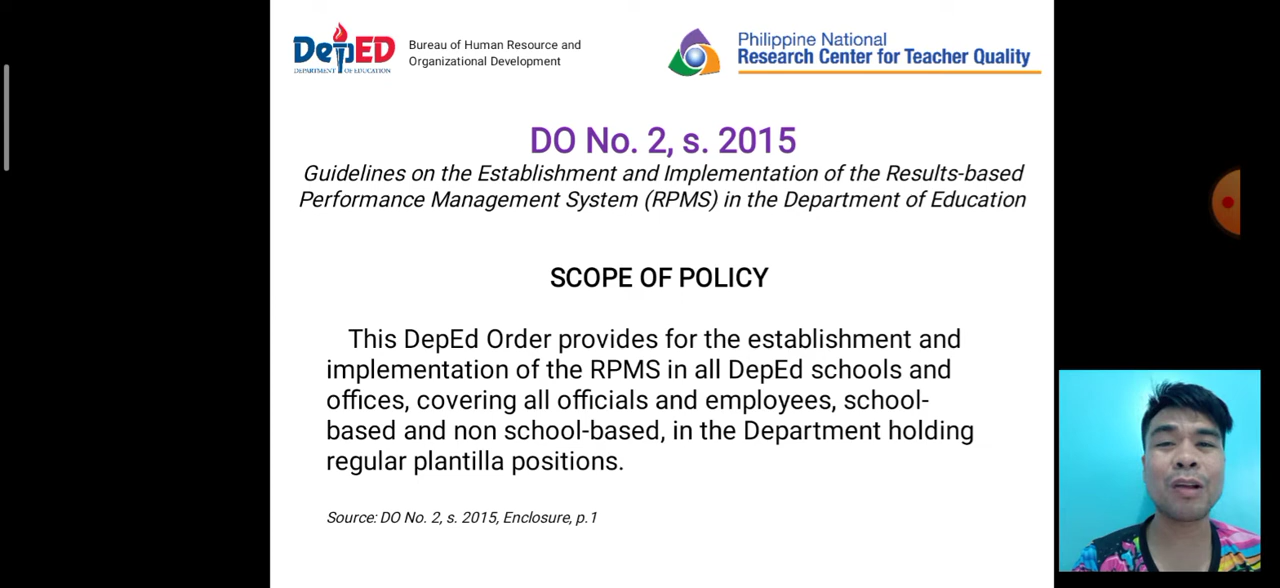 DepED
DEPARTMENT OF EDUCATION
Bureau of Human Resource and
Organizational Development
Philippine National
Research Center for Teacher Quality
DO No. 2, s. 2015
Guidelines on the Establishment and Implementation of the Results-based
Performance Management System (RPMS) in the Department of Education
SCOPE OF POLICY
This DepEd Order provides for the establishment and
implementation of the RPMS in all DepEd schools and
offices, covering all officials and employees, school-
based and non school-based, in the Department holding
regular plantilla positions.
Source: DO No. 2, s. 2015, Enclosure, p.1